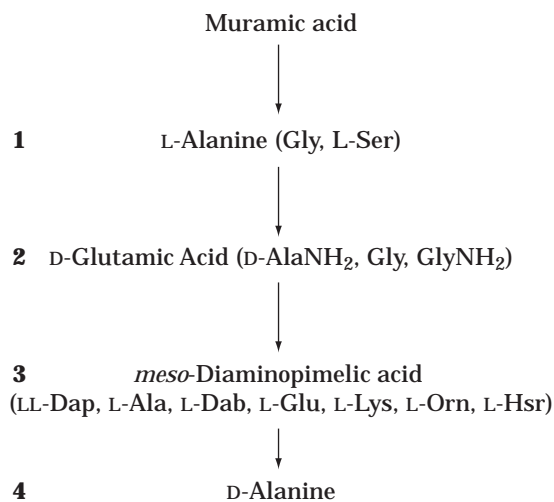 Muramic acid
1 L-Alanine (Gly, L-Ser)
2 D-Glutamic Acid (D-AlaNH₂, Gly, GlyNH₂)
3 meso-Diaminopimelic acid
(LL-Dap, L-Ala, L-Dab, L-Glu, L-Lys, L-Orn, L-Hsr)
4 D-Alanine